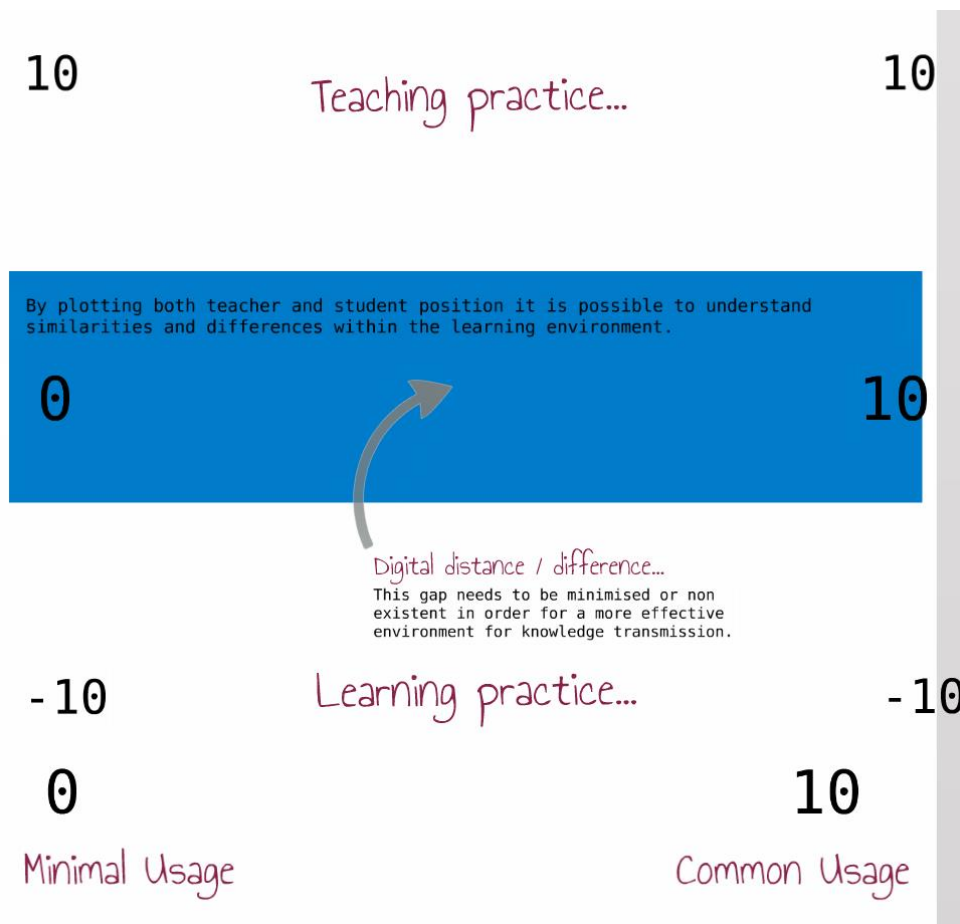 10 10
Teaching practice...
By plotting both teacher and student position it is possible to understand
similarities and differences within the learning environment.
0 10
Digital distance / difference...
This gap needs to be minimised or non
existent in order for a more effective
environment for knowledge transmission.
-10 Learning practice... -10
0 10
Minimal Usage Common Usage